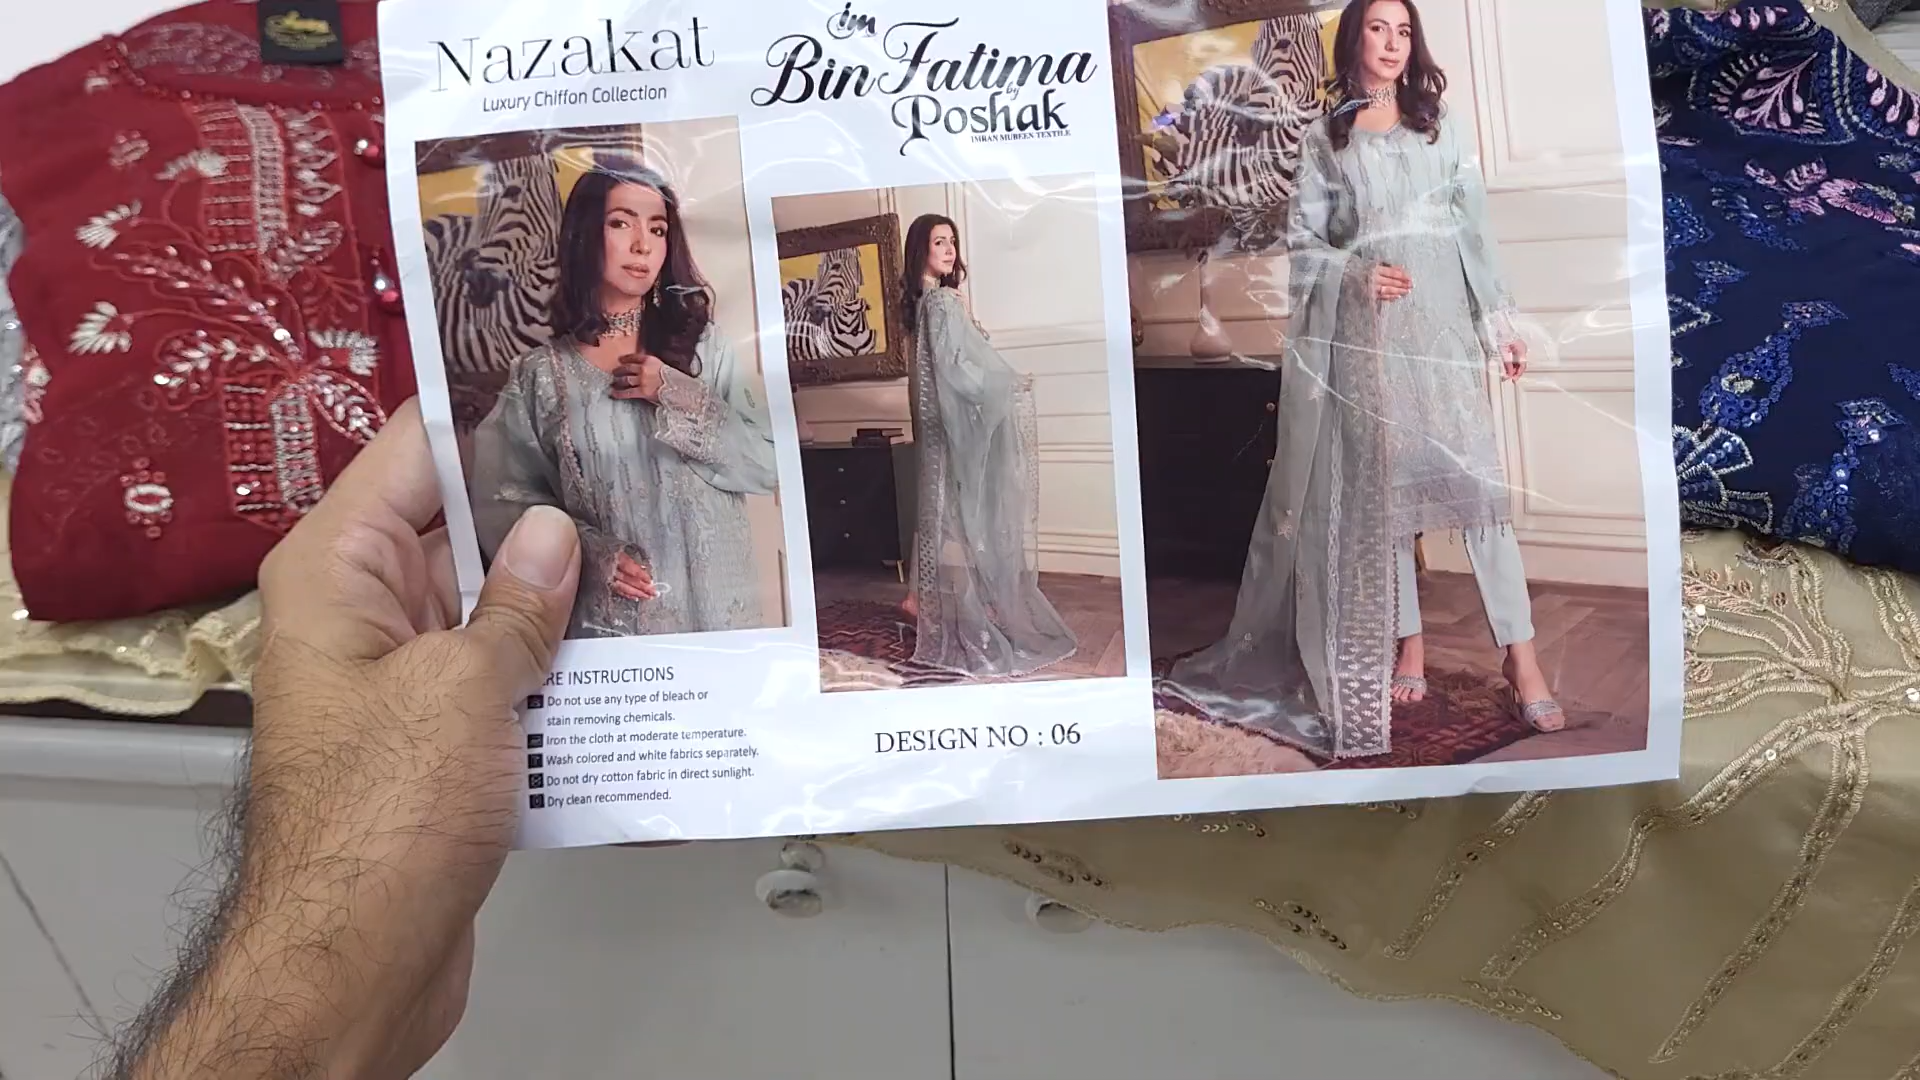 Nazakat
Luxury Chiffon Collection
im
Bin Fatima
by
Poshak
IMRAN MUBEEN TEXTILE
RE INSTRUCTIONS
Do not use any type of bleach or
stain removing chemicals.
Iron the cloth at moderate temperature.
Wash colored and white fabrics separately.
Do not dry cotton fabric in direct sunlight.
Dry clean recommended.
DESIGN NO : 06